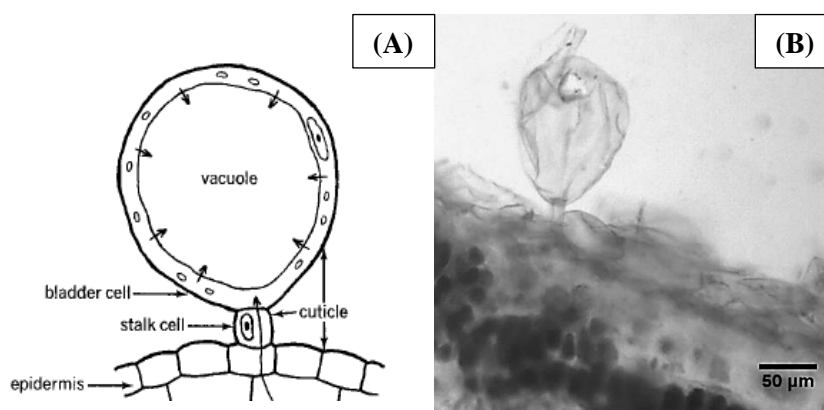 (A)
(B)
vacuole
bladder cell
stalk cell
cuticle
epidermis
50 µm